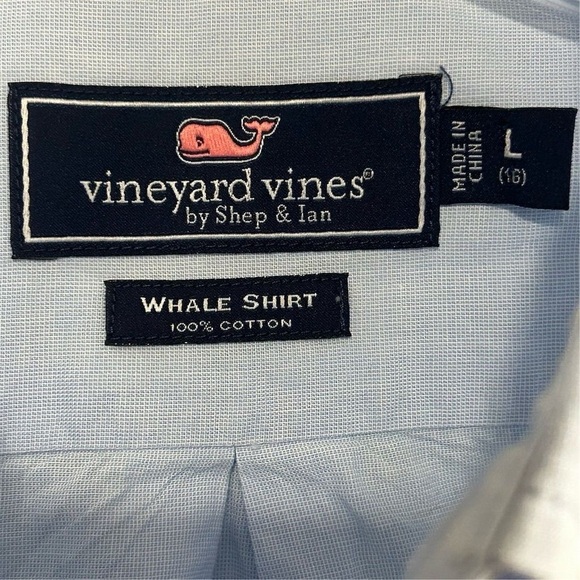 vineyard vines®
by Shep & Ian
MADE IN
CHINA
L
(16)
WHALE SHIRT
100% COTTON